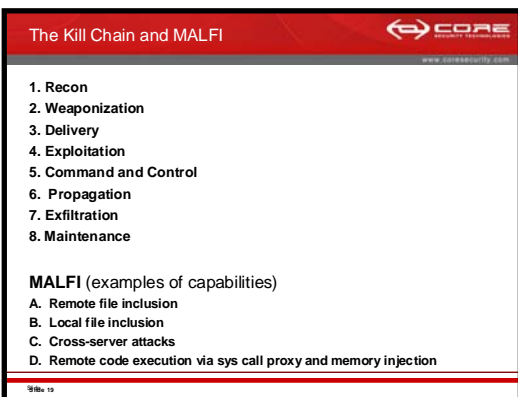 The Kill Chain and MALFI
CORE
SECURITY TECHNOLOGIES
www.coresecurity.com
1. Recon
2. Weaponization
3. Delivery
4. Exploitation
5. Command and Control
6. Propagation
7. Exfiltration
8. Maintenance
MALFI (examples of capabilities)
A. Remote file inclusion
B. Local file inclusion
C. Cross-server attacks
D. Remote code execution via sys call proxy and memory injection
19